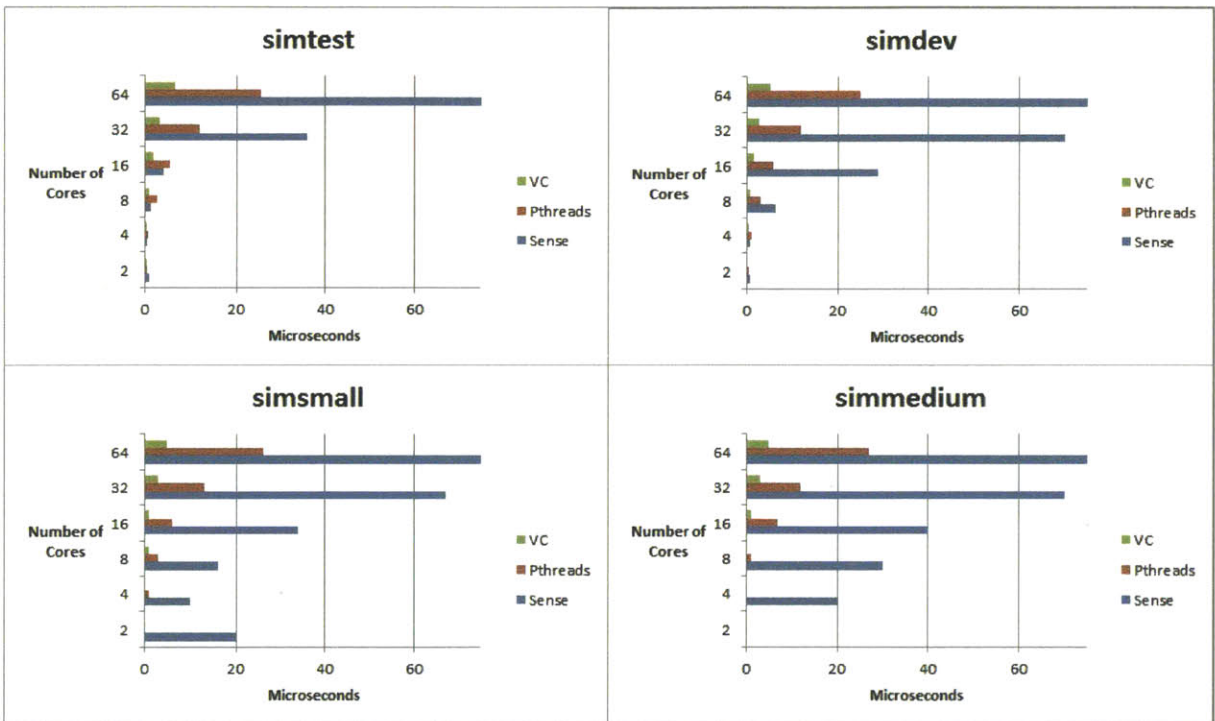 simtest
64
32
Number of
Cores
16
8
4
2
VC
Pthreads
Sense
0 20 40 60
Microseconds
simdev
64
32
Number of
Cores
16
8
4
2
VC
Pthreads
Sense
0 20 40 60
Microseconds
simsmall
64
32
Number of
Cores
16
8
4
2
VC
Pthreads
Sense
0 20 40 60
Microseconds
simmedium
64
32
Number of
Cores
16
8
4
2
VC
Pthreads
Sense
0 20 40 60
Microseconds